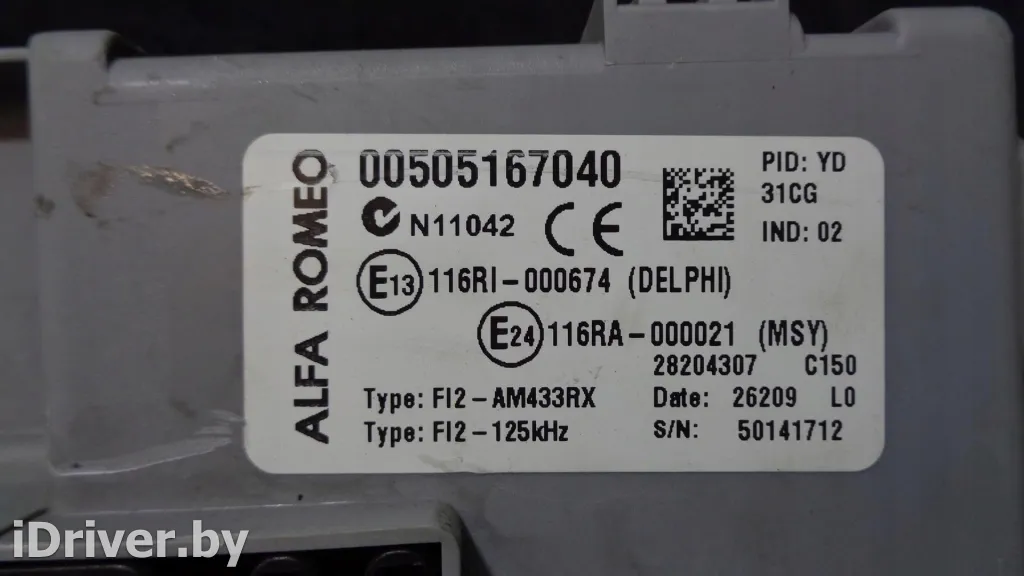 ALFA ROMEO
00505167040
N11042 CE
E13 116RI-000674 (DELPHI)
E24 116RA-000021 (MSY)
28204307 C150
Type: FI2-AM433RX Date: 26209 L0
Type: FI2-125kHz S/N: 50141712
PID: YD
31CG
IND: 02
iDriver.by